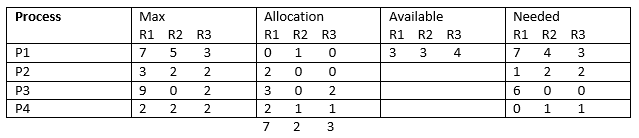 Process Max Allocation Available Needed
R1 R2 R3 R1 R2 R3 R1 R2 R3 R1 R2 R3
P1 7 5 3 0 1 0 3 3 4 7 4 3
P2 3 2 2 2 0 0 1 2 2
P3 9 0 2 3 0 2 6 0 0
P4 2 2 2 2 1 1 0 1 1
7 2 3